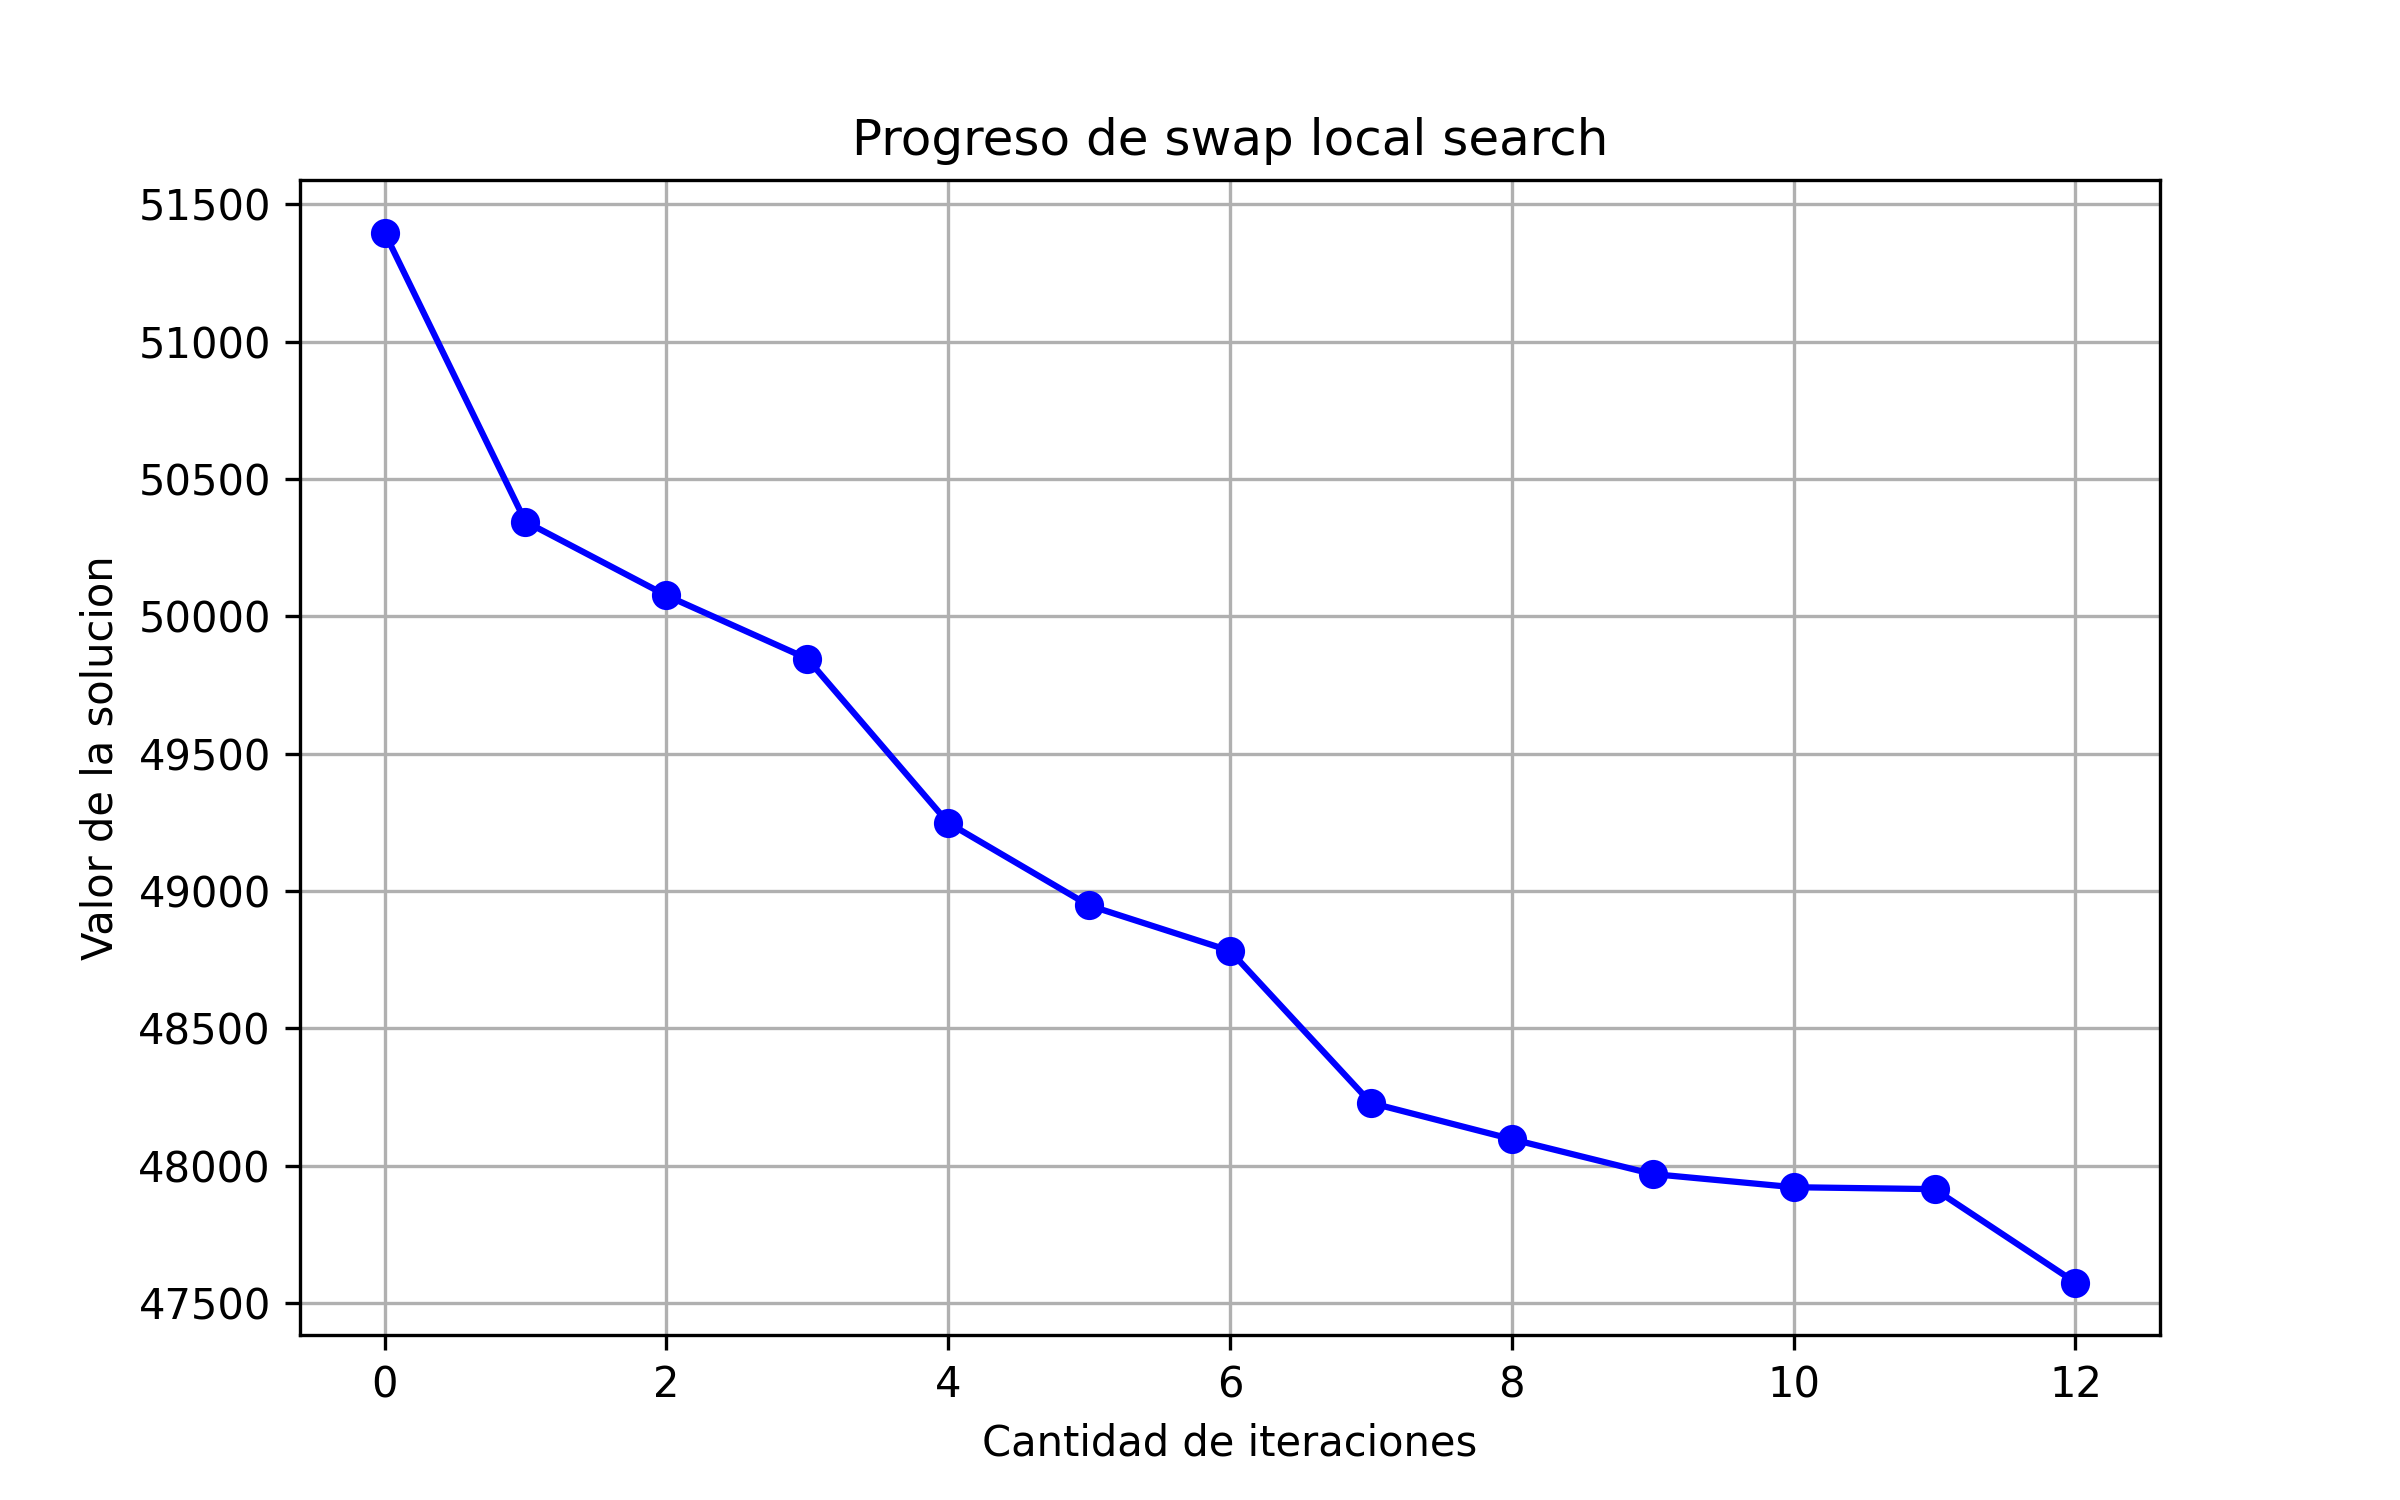 Progreso de swap local search
Valor de la solucion
51500
51000
50500
50000
49500
49000
48500
48000
47500
0 2 4 6 8 10 12
Cantidad de iteraciones